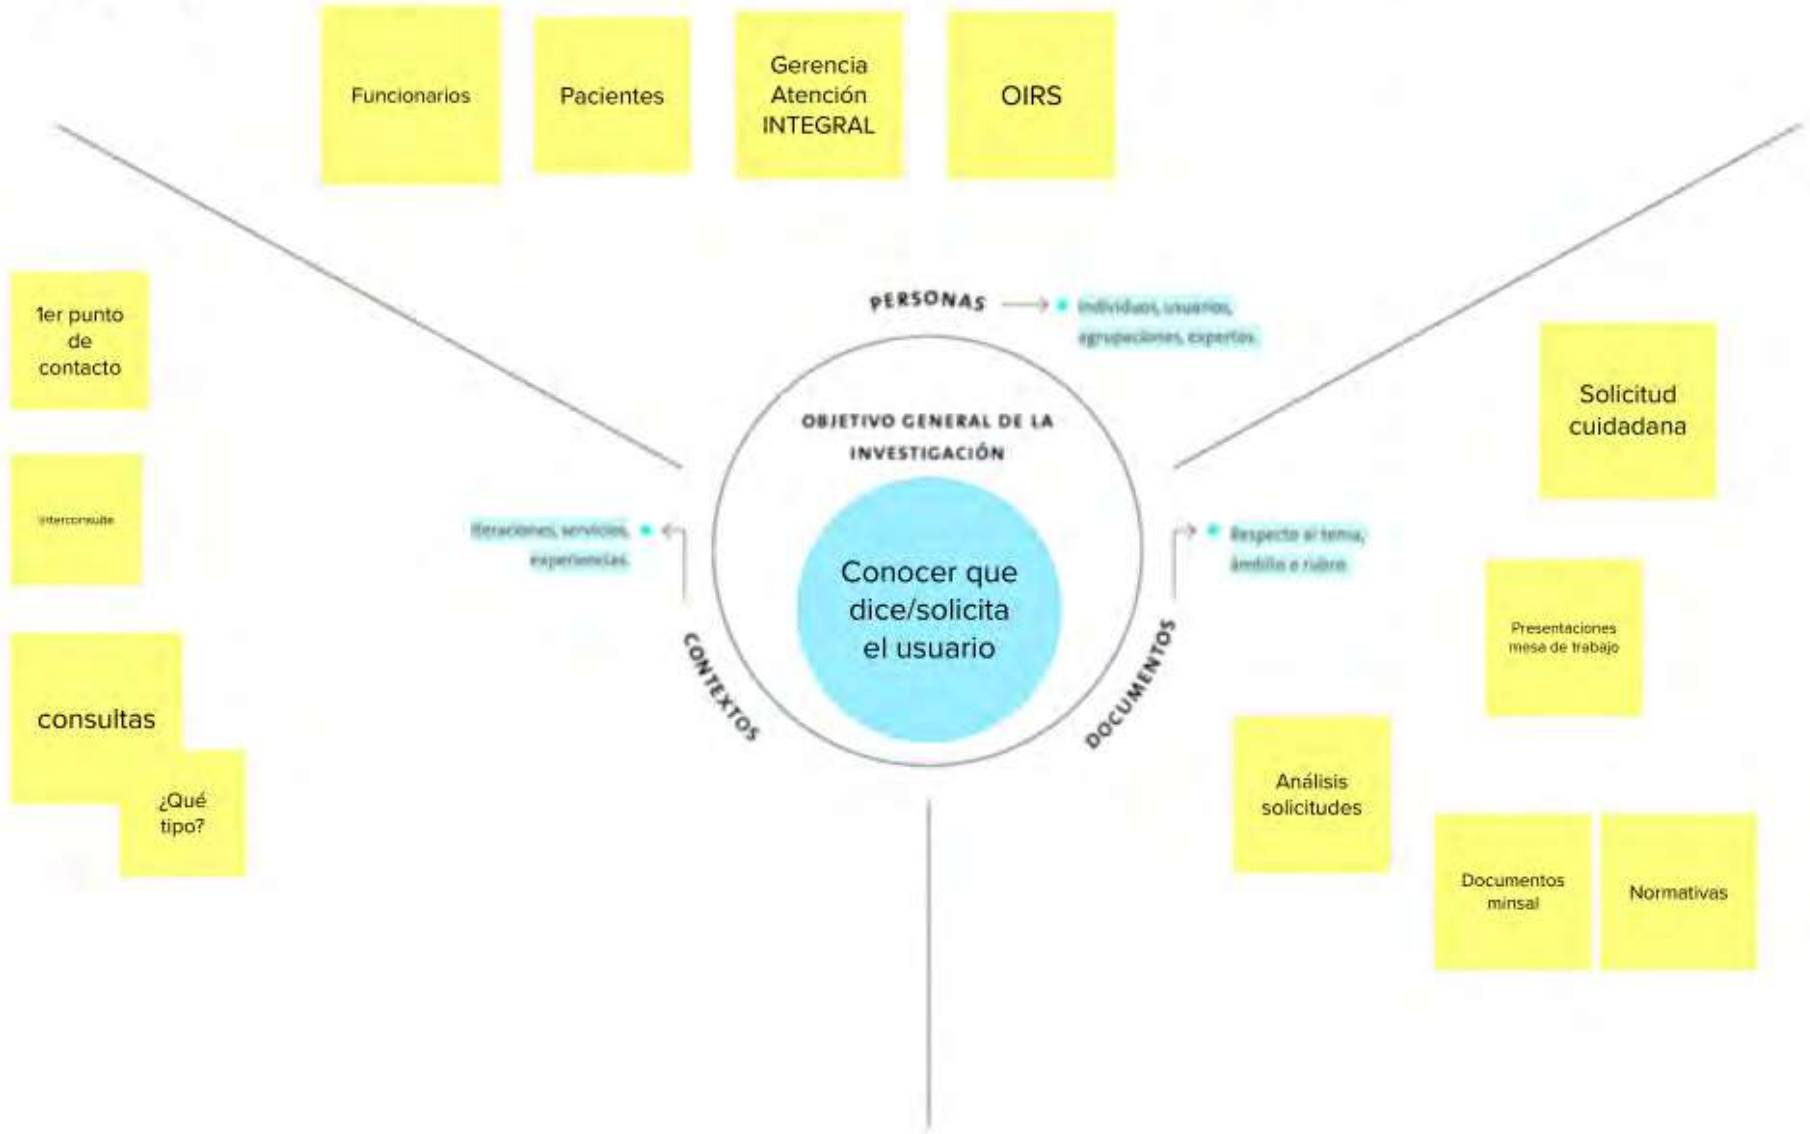 Funcionarios
Pacientes
Gerencia
Atención
INTEGRAL
OIRS
PERSONAS
Individuos, usuarios,
agrupaciones, expertos.
1er punto
de
contacto
Interconsulta
consultas
¿Qué
tipo?
Iteraciones, servicios,
experiencias.
CONTEXTOS
OBJETIVO GENERAL DE LA
INVESTIGACIÓN
Conocer que
dice/solicita
el usuario
DOCUMENTOS
Respecto al tema,
ámbito o rubro
Solicitud
cuidadana
Presentaciones
mesa de trabajo
Análisis
solicitudes
Documentos
minsal
Normativas